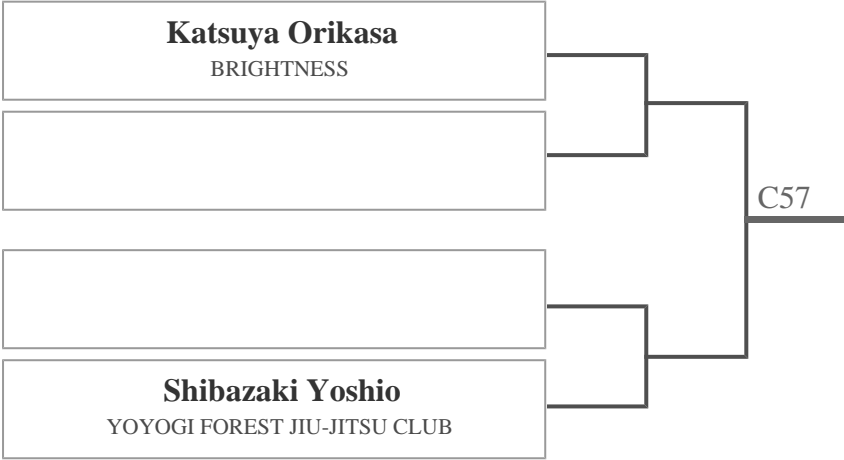 Katsuya Orikasa
BRIGHTNESS
C57
Shibazaki Yoshio
YOYOGI FOREST JIU-JITSU CLUB